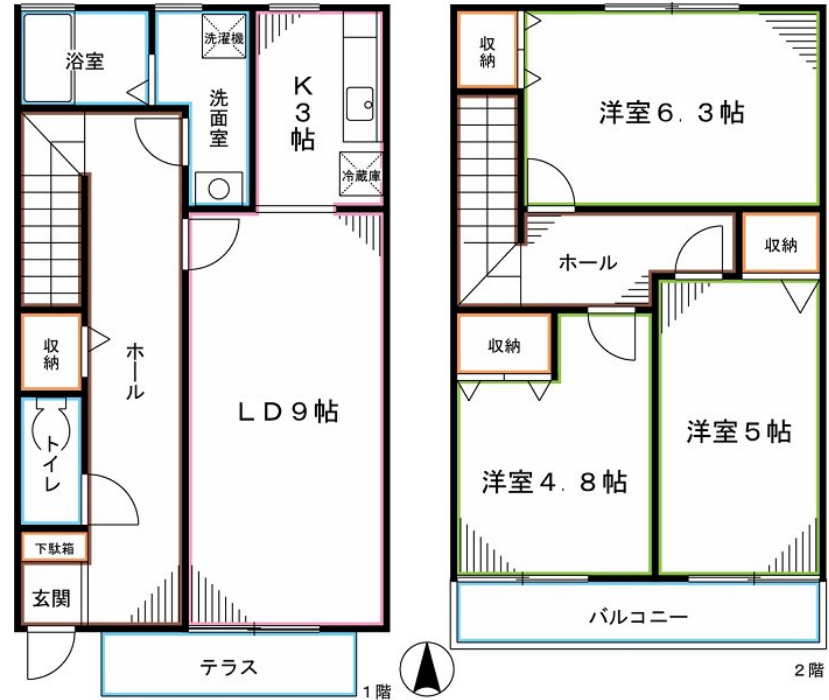 浴室
洗濯機
洗面室
K3帖
冷蔵庫
収納
ホール
LD9帖
トイレ
下駄箱
玄関
テラス
1階
収納
洋室6.3帖
ホール
収納
収納
洋室4.8帖
洋室5帖
バルコニー
2階